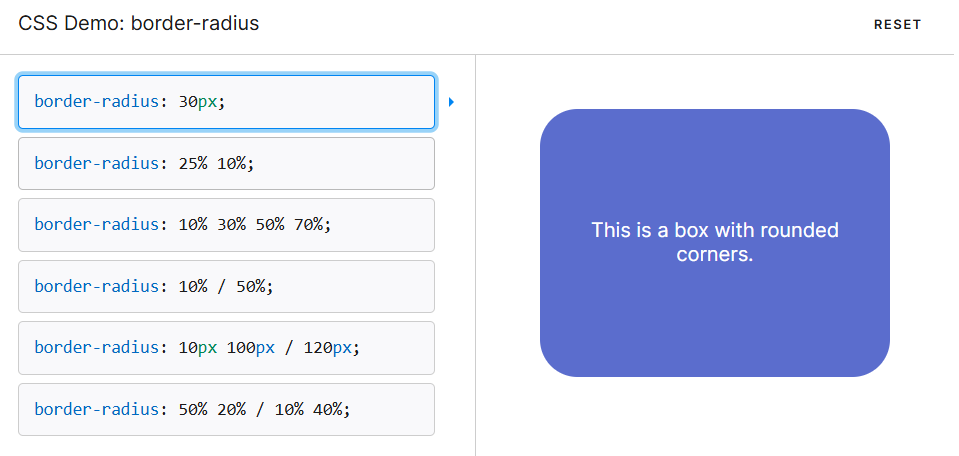 CSS Demo: border-radius
RESET
border-radius: 30px;
border-radius: 25% 10%;
border-radius: 10% 30% 50% 70%;
border-radius: 10% / 50%;
border-radius: 10px 100px / 120px;
border-radius: 50% 20% / 10% 40%;
This is a box with rounded
corners.